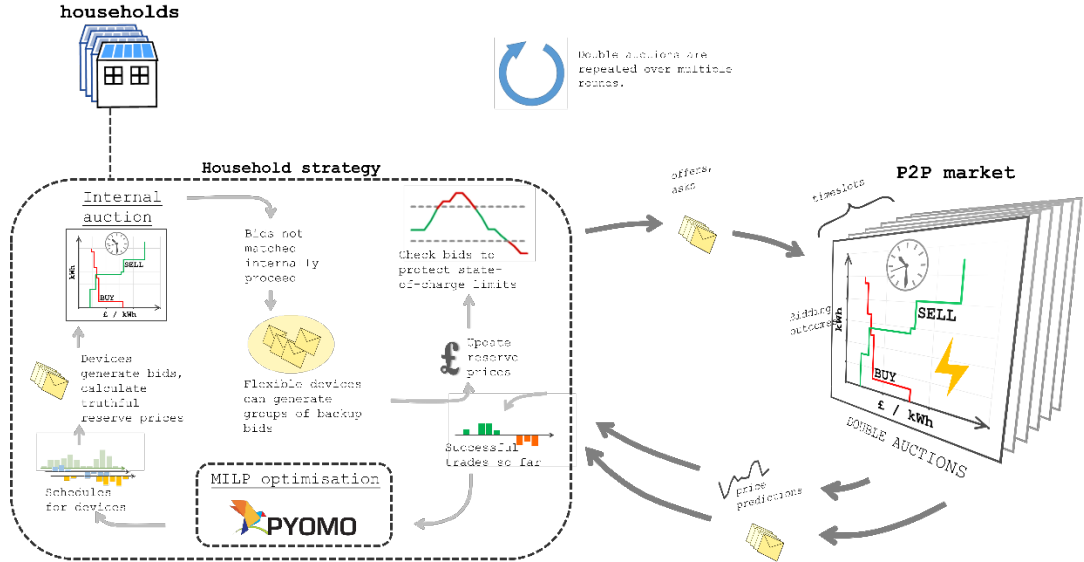 households
Double auctions are
repeated over multiple
rounds.
Household strategy
P2P market
Internal
auction
kWh
SELL
BUY
£ / kWh
Bids not
matched
internally
proceed
Check bids to
protect state-
of-charge limits
offers,
asks
timeslots
Bidding
kWh
SELL
BUY
£ / kWh
DOUBLE AUCTIONS
Devices
generate bids,
calculate
truthful
reserve prices
Flexible devices
can generate
groups of backup
bids
£
Update
reserve
prices
Successful
trades so far
MILP optimisation
PYOMO
Schedules
for devices
price
predictions